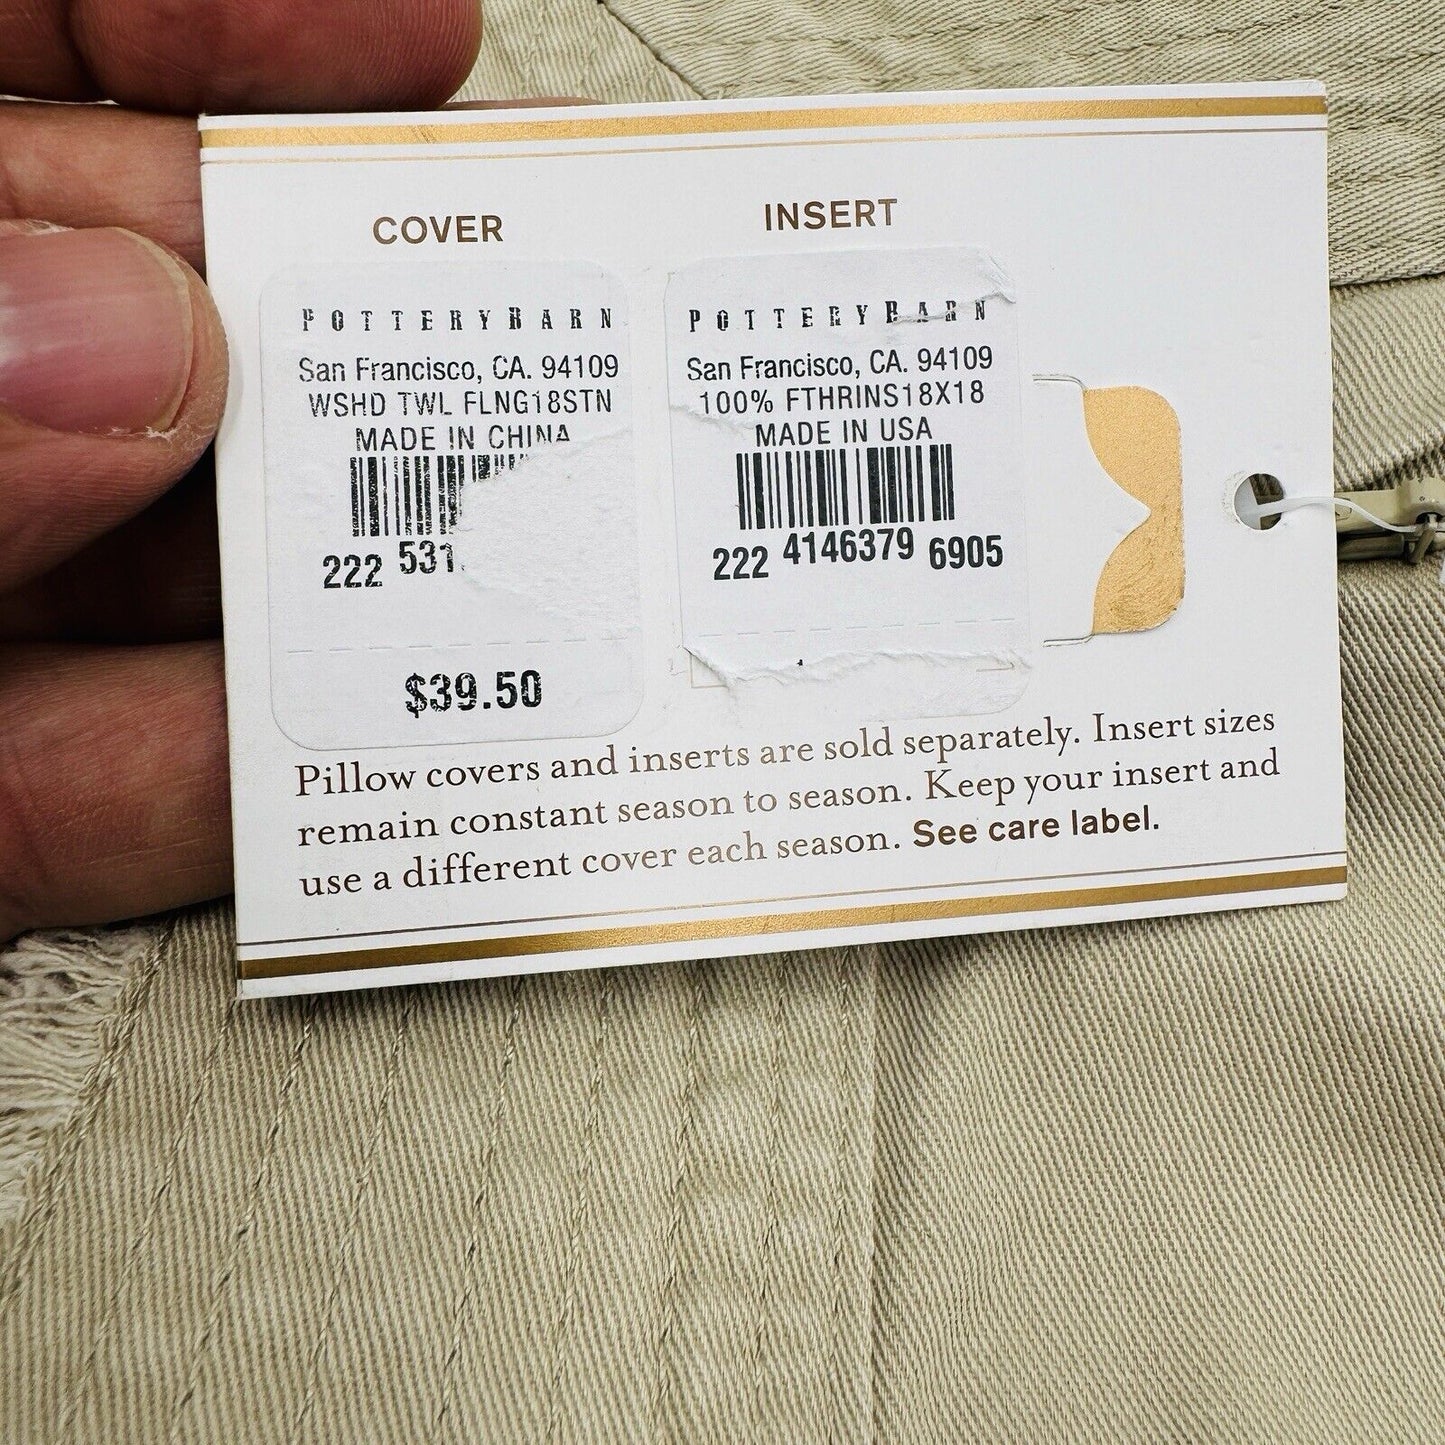 COVER
POTTERYBARN
San Francisco, CA. 94109
WSHD TWL FLNG18STN
MADE IN CHINA
222 531
$39.50
INSERT
POTTERYBARN
San Francisco, CA. 94109
100% FTHRINS18X18
MADE IN USA
222 4146379 6905
Pillow covers and inserts are sold separately. Insert sizes
remain constant season to season. Keep your insert and
use a different cover each season. See care label.